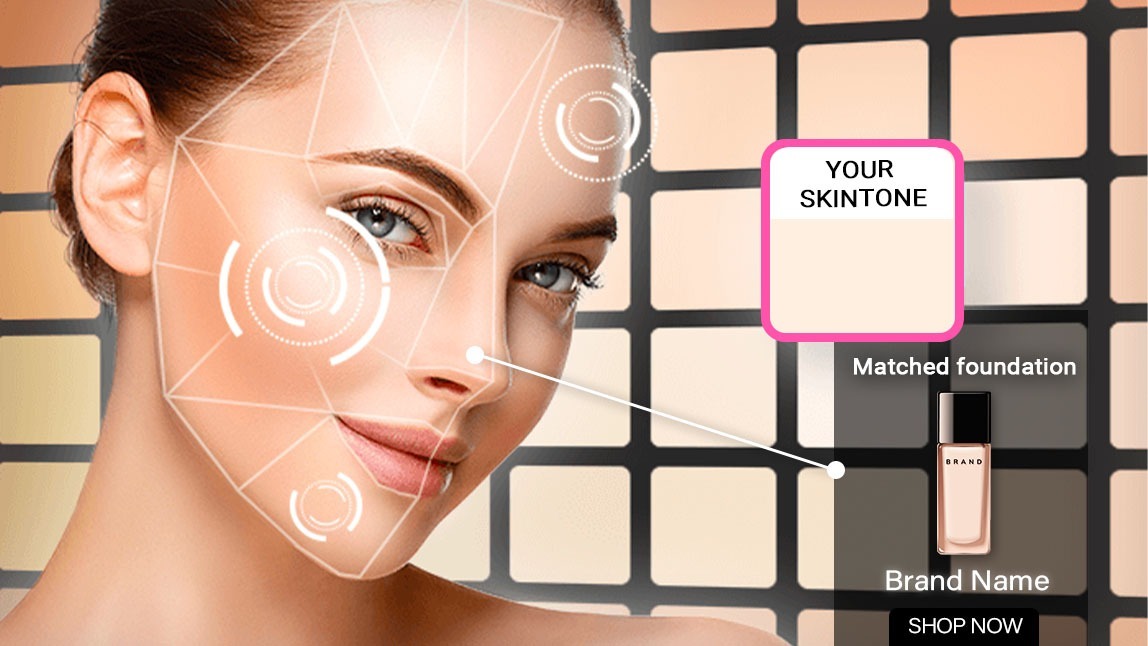 YOUR
SKINTONE
Matched foundation
BRAND
Brand Name
SHOP NOW